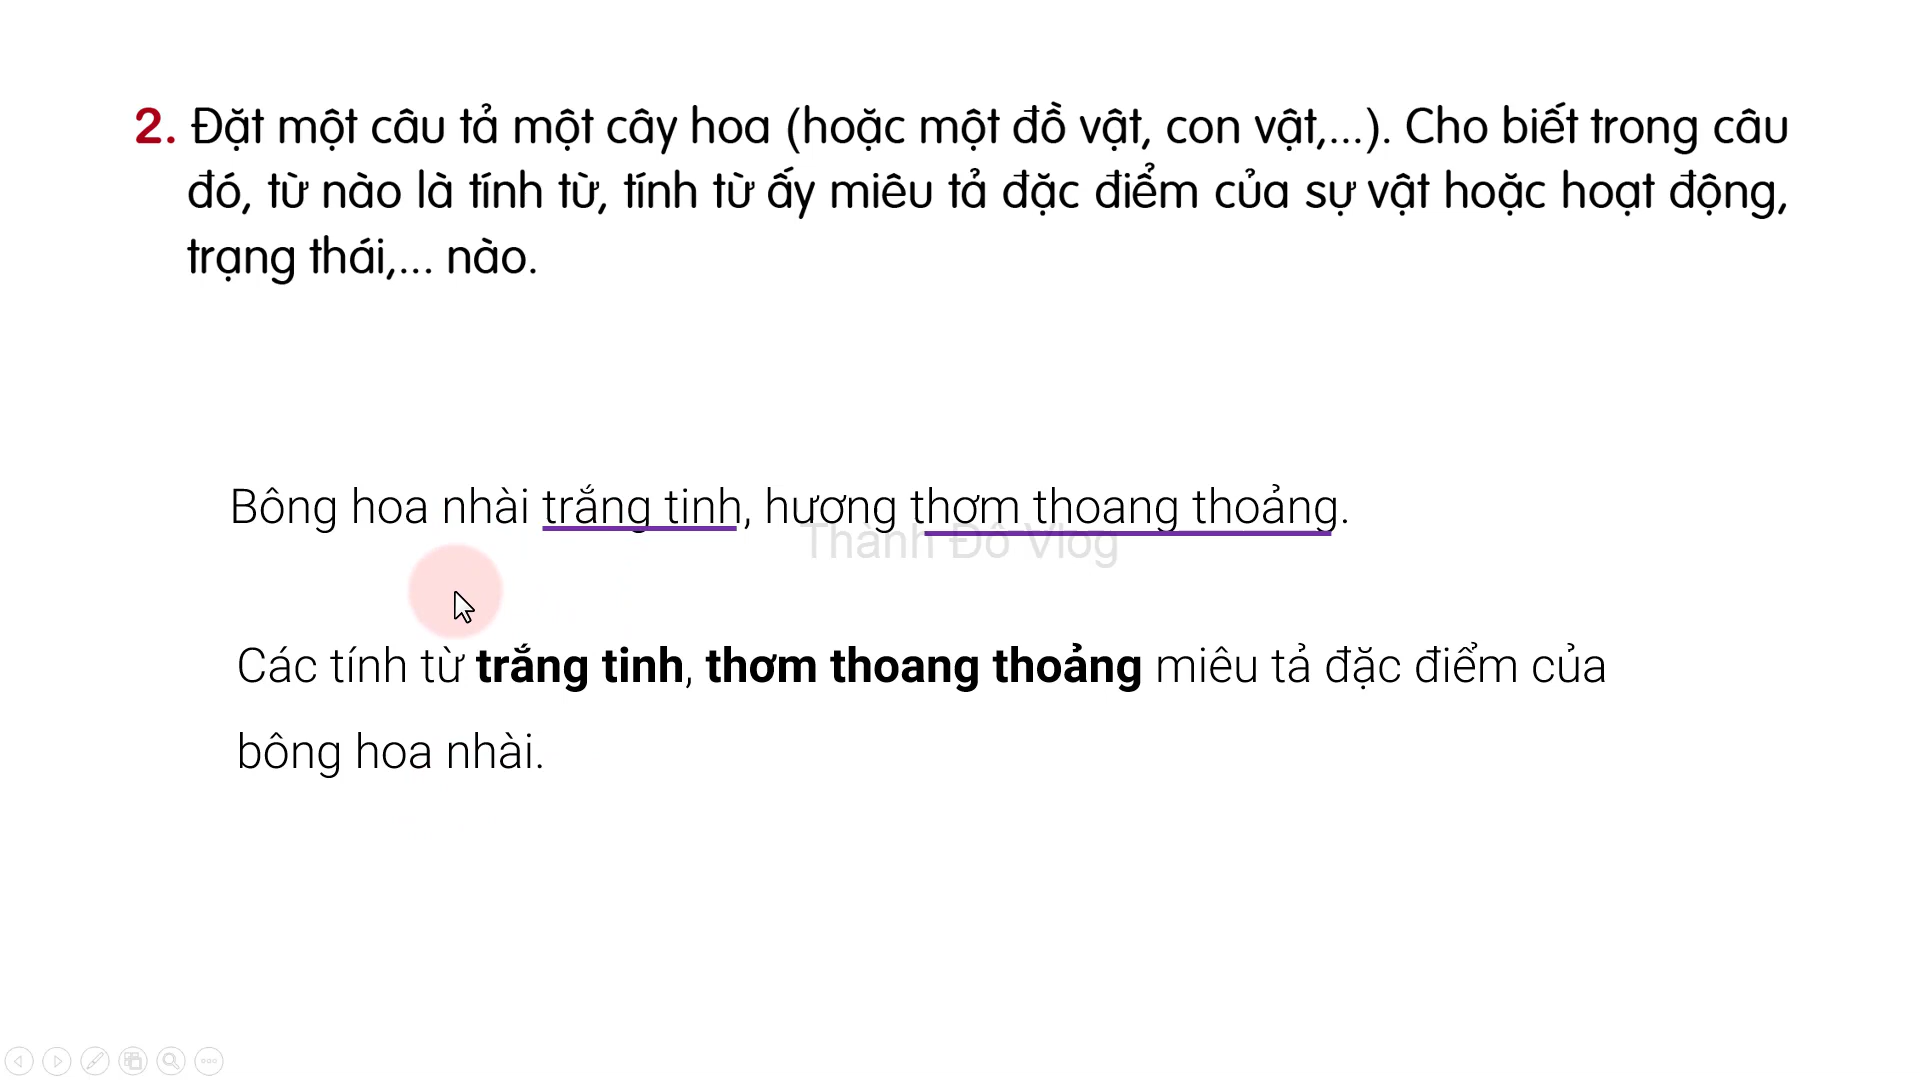 2. Đặt một câu tả một cây hoa (hoặc một đồ vật, con vật,...). Cho biết trong câu
đó, từ nào là tính từ, tính từ ấy miêu tả đặc điểm của sự vật hoặc hoạt động,
trạng thái,... nào.
Bông hoa nhài trắng tinh, hương thơm thoang thoảng.
Thành Đô Vlog
Các tính từ trắng tinh, thơm thoang thoảng miêu tả đặc điểm của
bông hoa nhài.